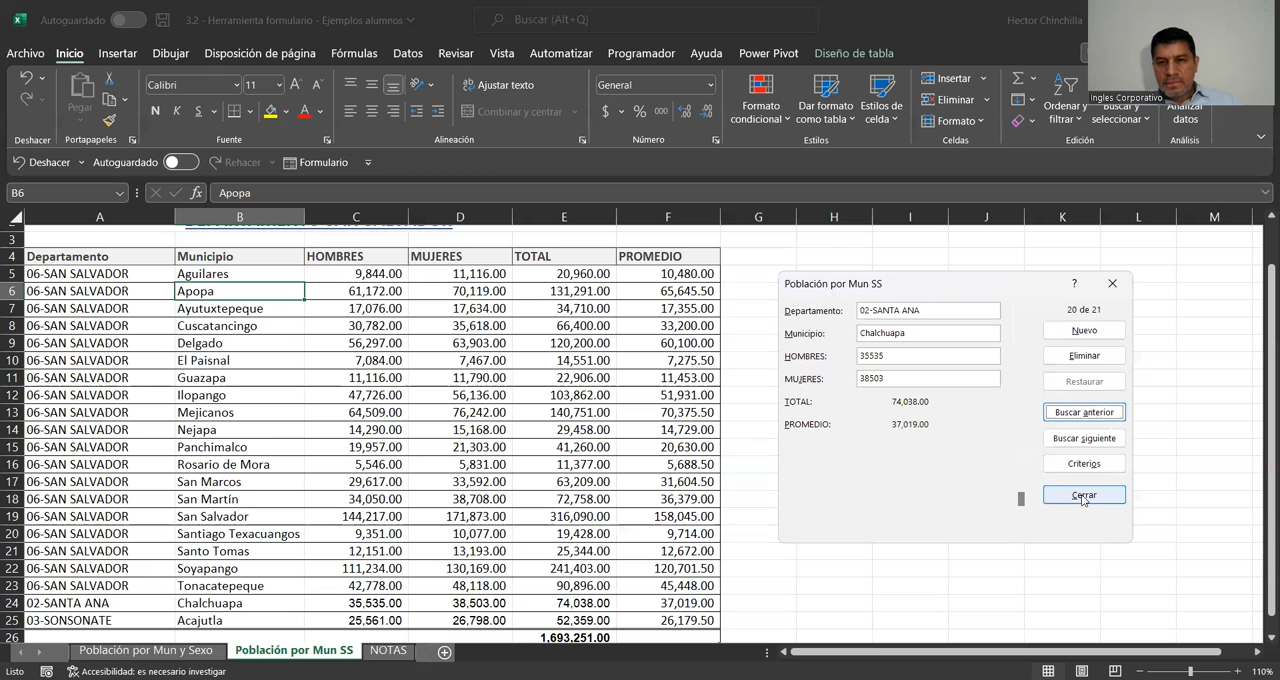 Autoguardado
3.2 - Herramienta formulario - Ejemplos alumnos
Buscar (Alt+Q)
Hector Chinchilla
Archivo Inicio Insertar Dibujar Disposición de página Fórmulas Datos Revisar Vista Automatizar Programador Ayuda Power Pivot Diseño de tabla
Ingles Corporativo
Pegar
Calibri 11
N K S
Ajustar texto
Combinar y centrar
General
$ % 000
Formato condicional
Dar formato como tabla
Estilos de celda
Insertar
Eliminar
Formato
Ordenar y filtrar
Buscar y seleccionar
Analizar datos
Deshacer Portapapeles Fuente Alineación Número Estilos Celdas Edición Análisis
Deshacer Autoguardado Rehacer Formulario
B6 fx Apopa
A B C D E F G H I J K L M
3
4 Departamento Municipio HOMBRES MUJERES TOTAL PROMEDIO
5 06-SAN SALVADOR Aguilares 9,844.00 11,116.00 20,960.00 10,480.00
6 06-SAN SALVADOR Apopa 61,172.00 70,119.00 131,291.00 65,645.50
7 06-SAN SALVADOR Ayutuxtepeque 17,076.00 17,634.00 34,710.00 17,355.00
8 06-SAN SALVADOR Cuscatancingo 30,782.00 35,618.00 66,400.00 33,200.00
9 06-SAN SALVADOR Delgado 56,297.00 63,903.00 120,200.00 60,100.00
10 06-SAN SALVADOR El Paisnal 7,084.00 7,467.00 14,551.00 7,275.50
11 06-SAN SALVADOR Guazapa 11,116.00 11,790.00 22,906.00 11,453.00
12 06-SAN SALVADOR Ilopango 47,726.00 56,136.00 103,862.00 51,931.00
13 06-SAN SALVADOR Mejicanos 64,509.00 76,242.00 140,751.00 70,375.50
14 06-SAN SALVADOR Nejapa 14,290.00 15,168.00 29,458.00 14,729.00
15 06-SAN SALVADOR Panchimalco 19,957.00 21,303.00 41,260.00 20,630.00
16 06-SAN SALVADOR Rosario de Mora 5,546.00 5,831.00 11,377.00 5,688.50
17 06-SAN SALVADOR San Marcos 29,617.00 33,592.00 63,209.00 31,604.50
18 06-SAN SALVADOR San Martín 34,050.00 38,708.00 72,758.00 36,379.00
19 06-SAN SALVADOR San Salvador 144,217.00 171,873.00 316,090.00 158,045.00
20 06-SAN SALVADOR Santiago Texacuangos 9,351.00 10,077.00 19,428.00 9,714.00
21 06-SAN SALVADOR Santo Tomas 12,151.00 13,193.00 25,344.00 12,672.00
22 06-SAN SALVADOR Soyapango 111,234.00 130,169.00 241,403.00 120,701.50
23 06-SAN SALVADOR Tonacatepeque 42,778.00 48,118.00 90,896.00 45,448.00
24 02-SANTA ANA Chalchuapa 35,535.00 38,503.00 74,038.00 37,019.00
25 03-SONSONATE Acajutla 25,561.00 26,798.00 52,359.00 26,179.50
26 1,693,251.00
Población por Mun SS ?
Departamento: 02-SANTA ANA 20 de 21
Municipio: Chalchuapa Nuevo
HOMBRES: 35535 Eliminar
MUJERES: 38503 Restaurar
TOTAL: 74,038.00 Buscar anterior
PROMEDIO: 37,019.00 Buscar siguiente
Criterios
Cerrar
Población por Mun y Sexo Población por Mun SS NOTAS
Listo Accesibilidad: es necesario investigar 110%